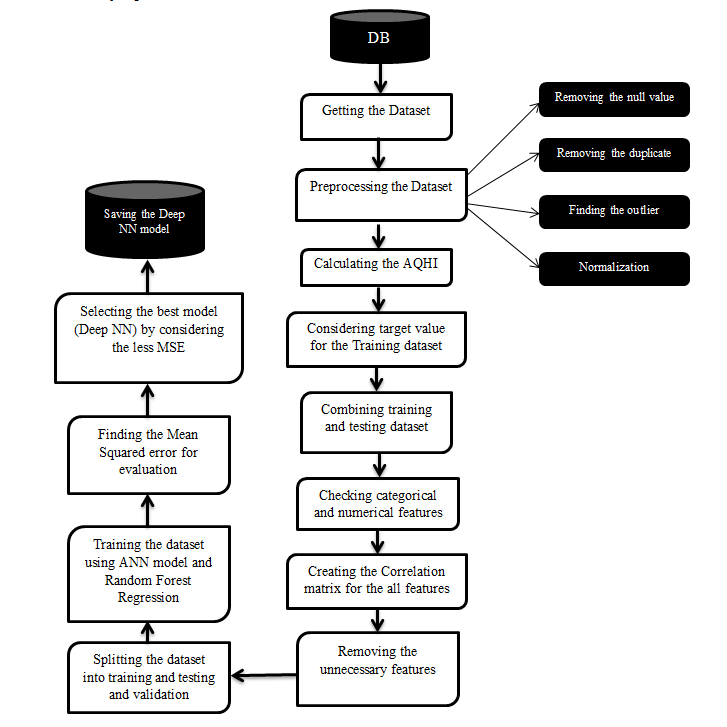 DB
Getting the Dataset
Preprocessing the Dataset
Removing the null value
Removing the duplicate
Finding the outlier
Normalization
Calculating the AQHI
Considering target value
for the Training dataset
Combining training
and testing dataset
Checking categorical
and numerical features
Creating the Correlation
matrix for the all features
Removing the
unnecessary features
Splitting the dataset
into training and testing
and validation
Training the dataset
using ANN model and
Random Forest
Regression
Finding the Mean
Squared error for
evaluation
Selecting the best model
(Deep NN) by considering
the less MSE
Saving the Deep
NN model